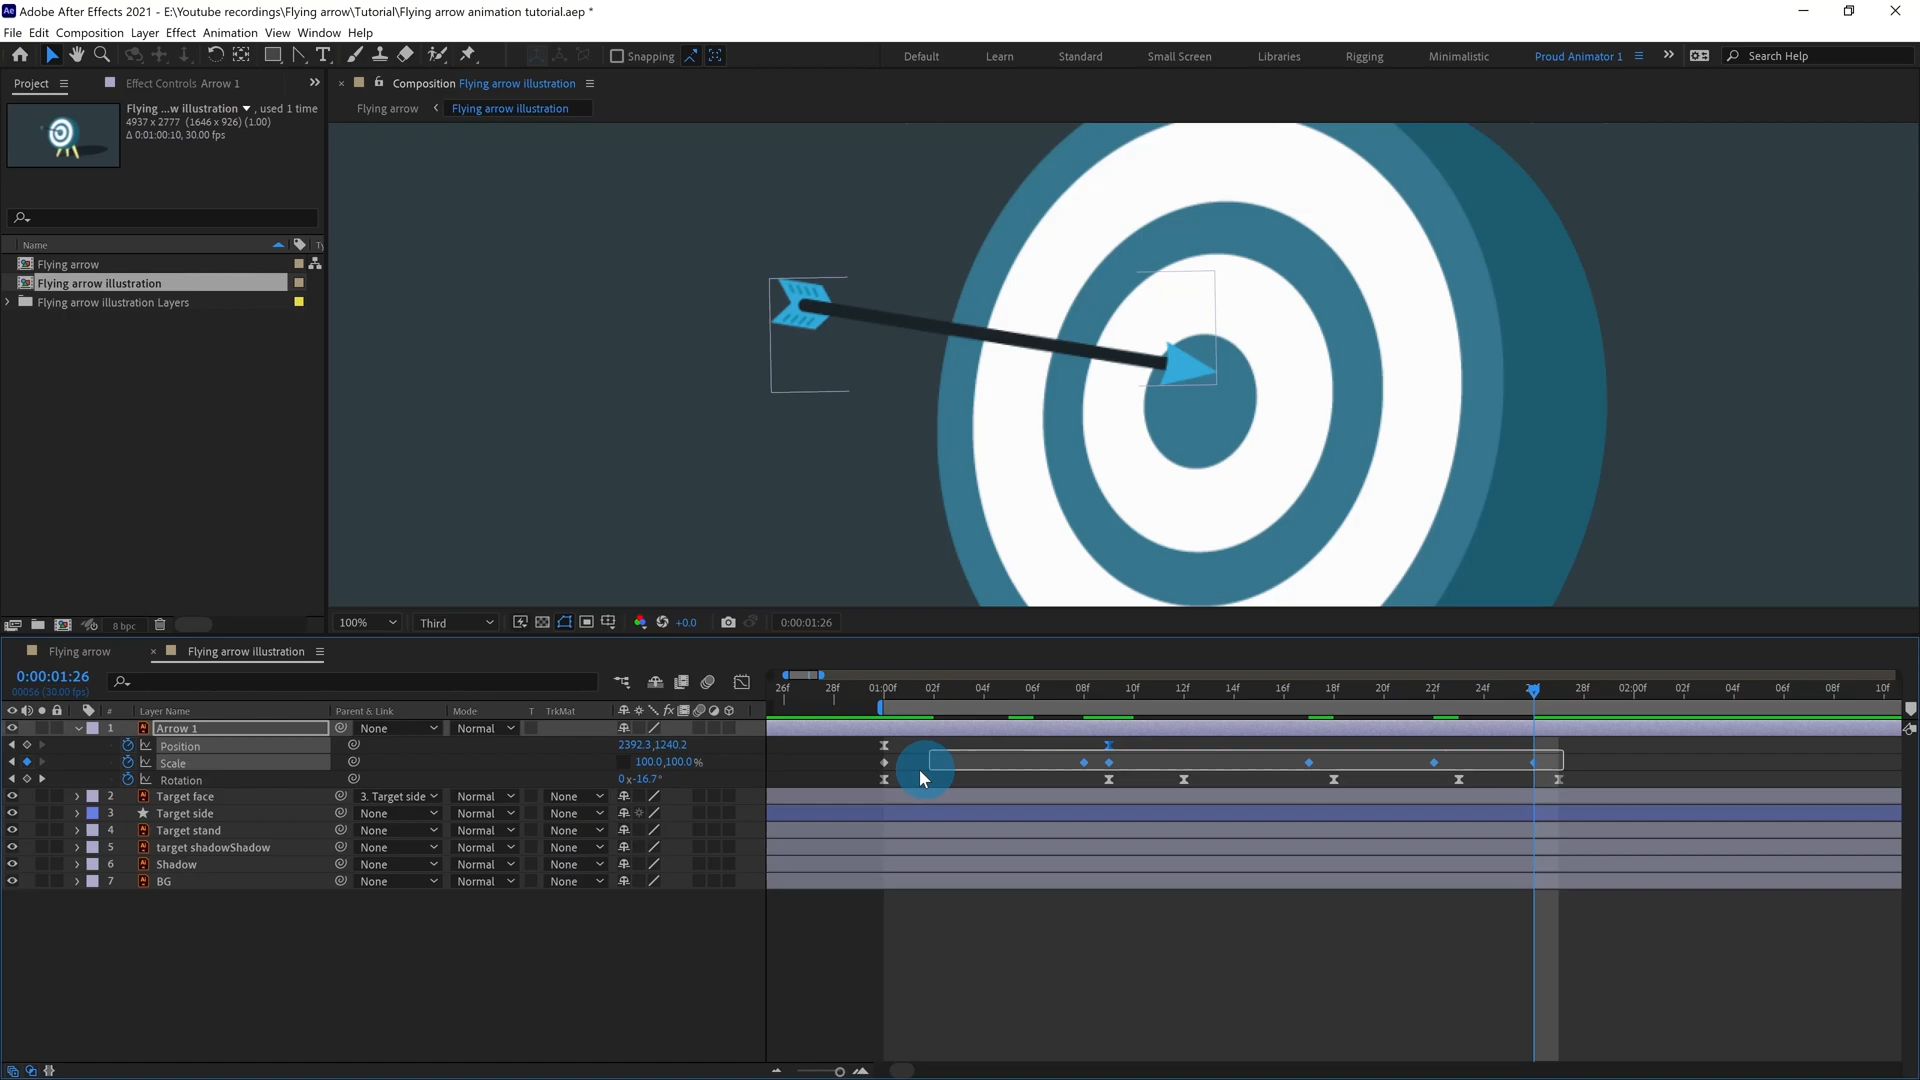 Adobe After Effects 2021 - E:\Youtube recordings\Flying arrow\Tutorial\Flying arrow animation tutorial.aep *
File Edit Composition Layer Effect Animation View Window Help
Snapping
Default Learn Standard Small Screen Libraries Rigging Minimalistic Proud Animator 1 Search Help
Project Effect Controls Arrow 1
Composition Flying arrow illustration
Flying ...w illustration , used 1 time
4937 x 2777 (1646 x 926) (1.00)
Δ 0:01:00:10, 30.00 fps
Flying arrow Flying arrow illustration
Name Ty
Flying arrow
Flying arrow illustration
Flying arrow illustration Layers
8 bpc
100% Third +0.0 0:00:01:26
Flying arrow Flying arrow illustration
0:00:01:26
00056 (30.00 fps)
26f 28f 01:00f 02f 04f 06f 08f 10f 12f 14f 16f 18f 20f 22f 24f 28f 02:00f 02f 04f 06f 08f 10f
# Layer Name Parent & Link Mode T TrkMat
1 Arrow 1 None Normal
Position 2392.3,1240.2
Scale 100.0,100.0%
Rotation 0x-16.7°
2 Target face 3. Target side Normal None
3 Target side None Normal None
4 Target stand None Normal None
5 target shadowShadow None Normal None
6 Shadow None Normal None
7 BG None Normal None